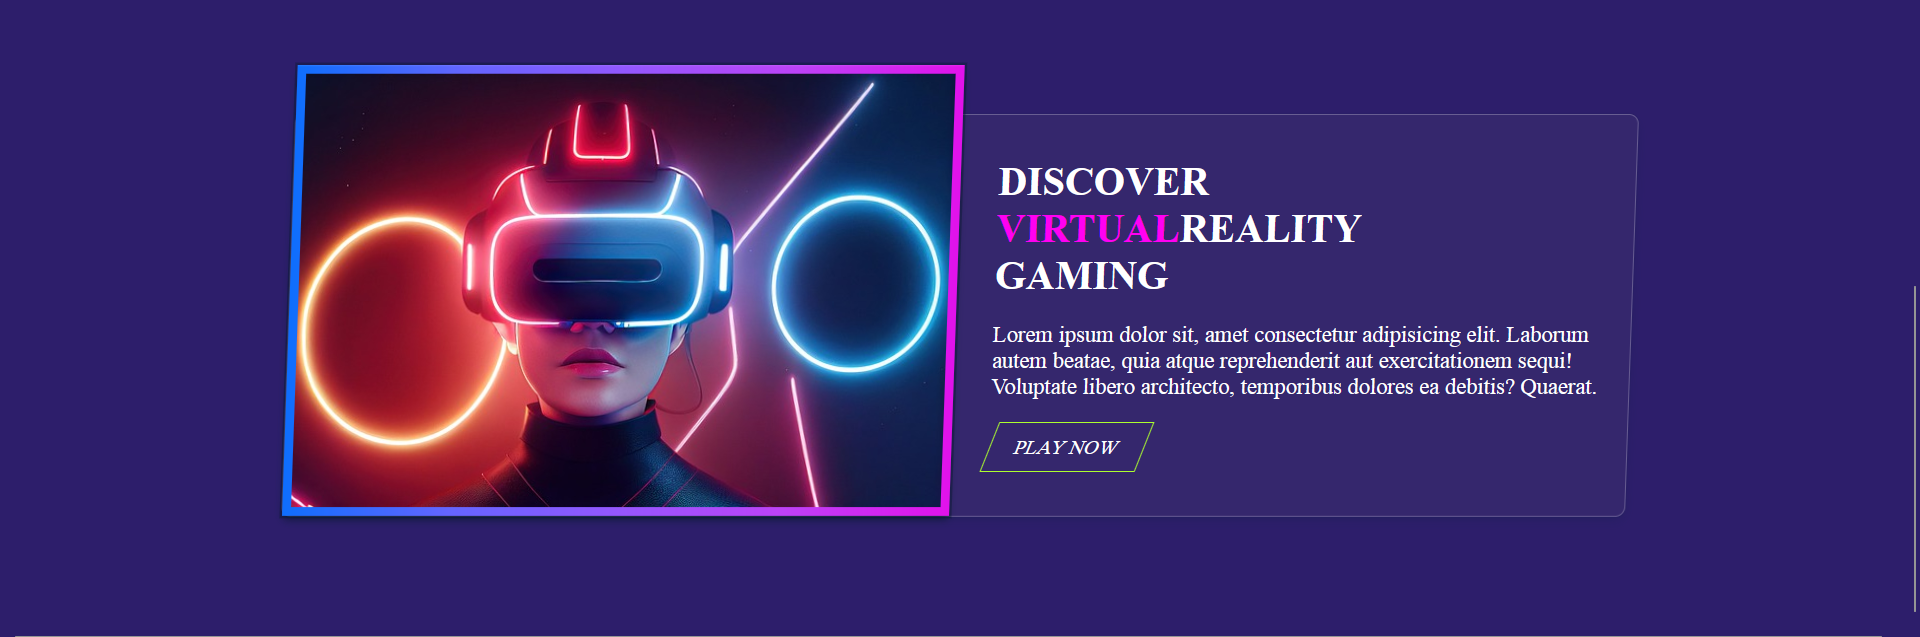 DISCOVER
VIRTUALREALITY
GAMING
Lorem ipsum dolor sit, amet consectetur adipisicing elit. Laborum
autem beatae, quia atque reprehenderit aut exercitationem sequi!
Voluptate libero architecto, temporibus dolores ea debitis? Quaerat.
PLAY NOW